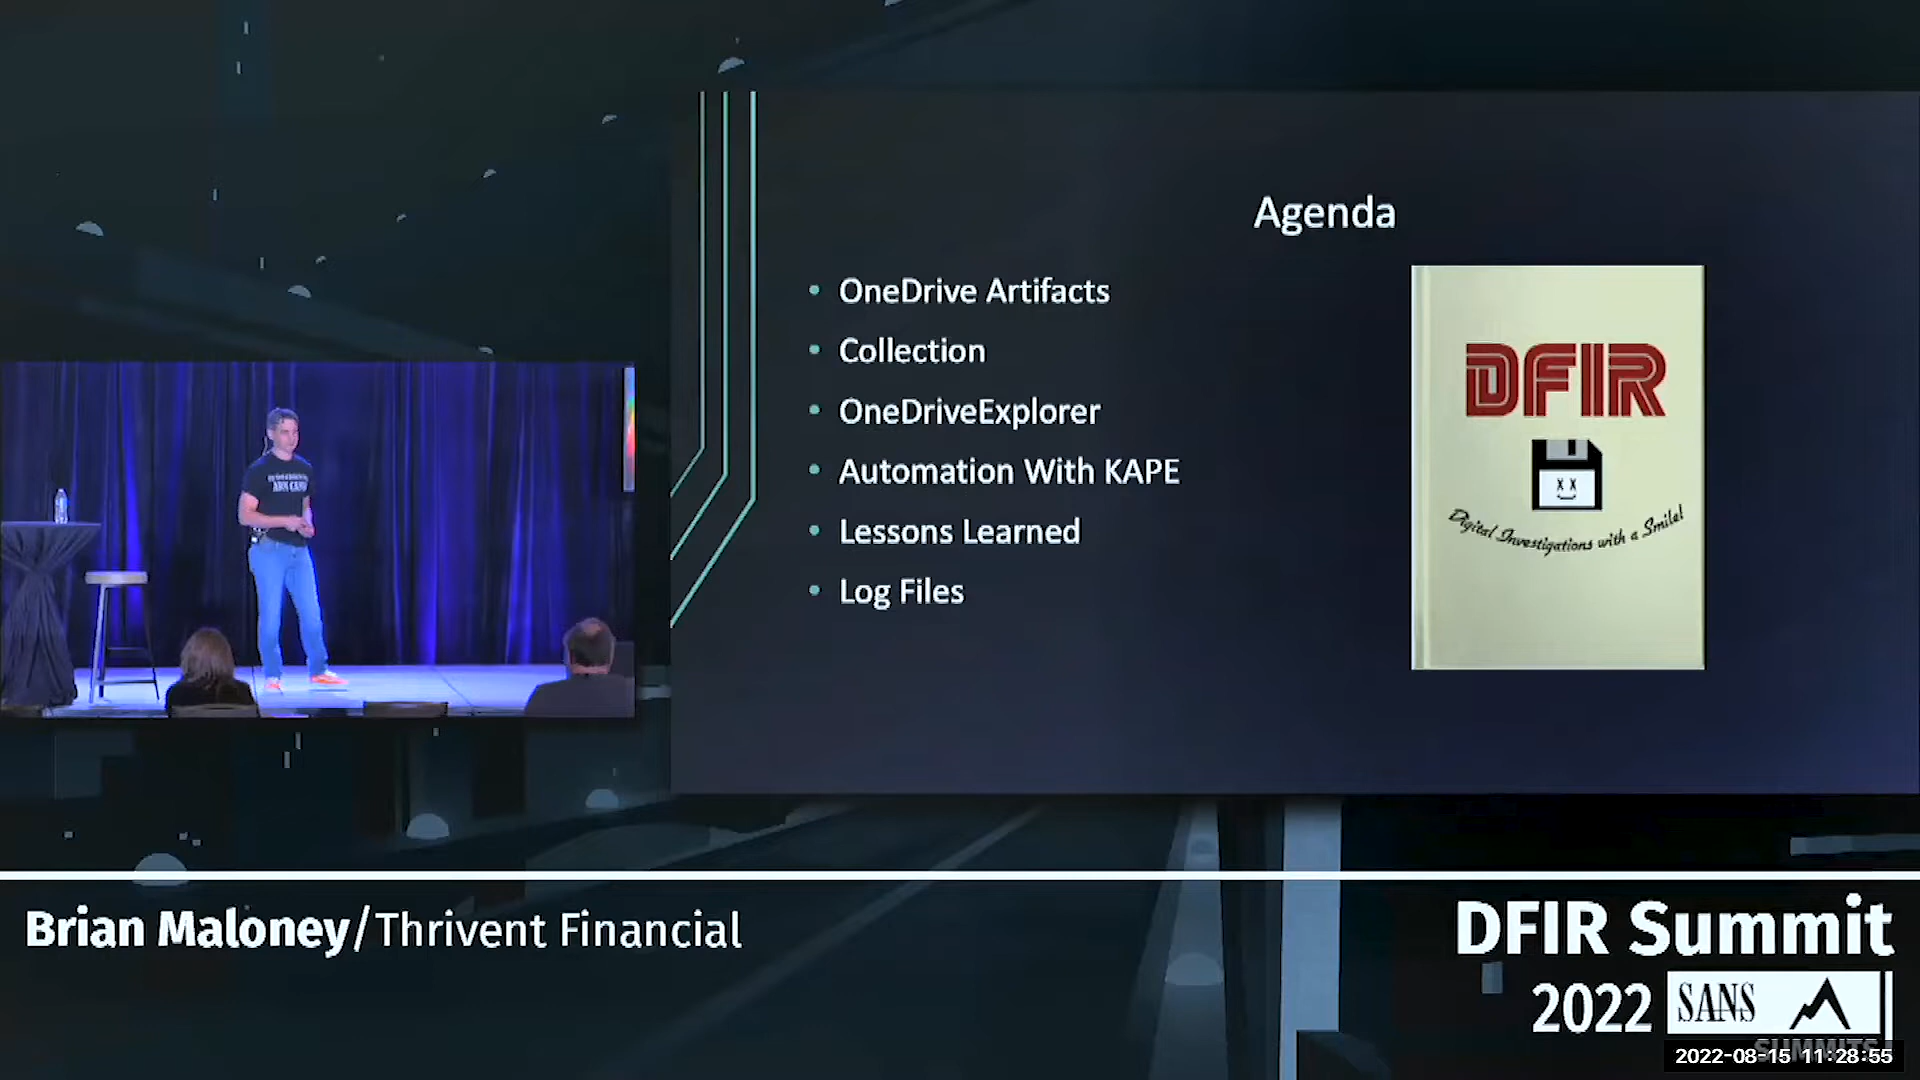 Agenda
OneDrive Artifacts
Collection
OneDriveExplorer
Automation With KAPE
Lessons Learned
Log Files
DFIR
Digital Investigations with a Smile!
Brian Maloney/Thrivent Financial
DFIR Summit
2022 SANS
SUMMITS
2022-08-15 11:28:55